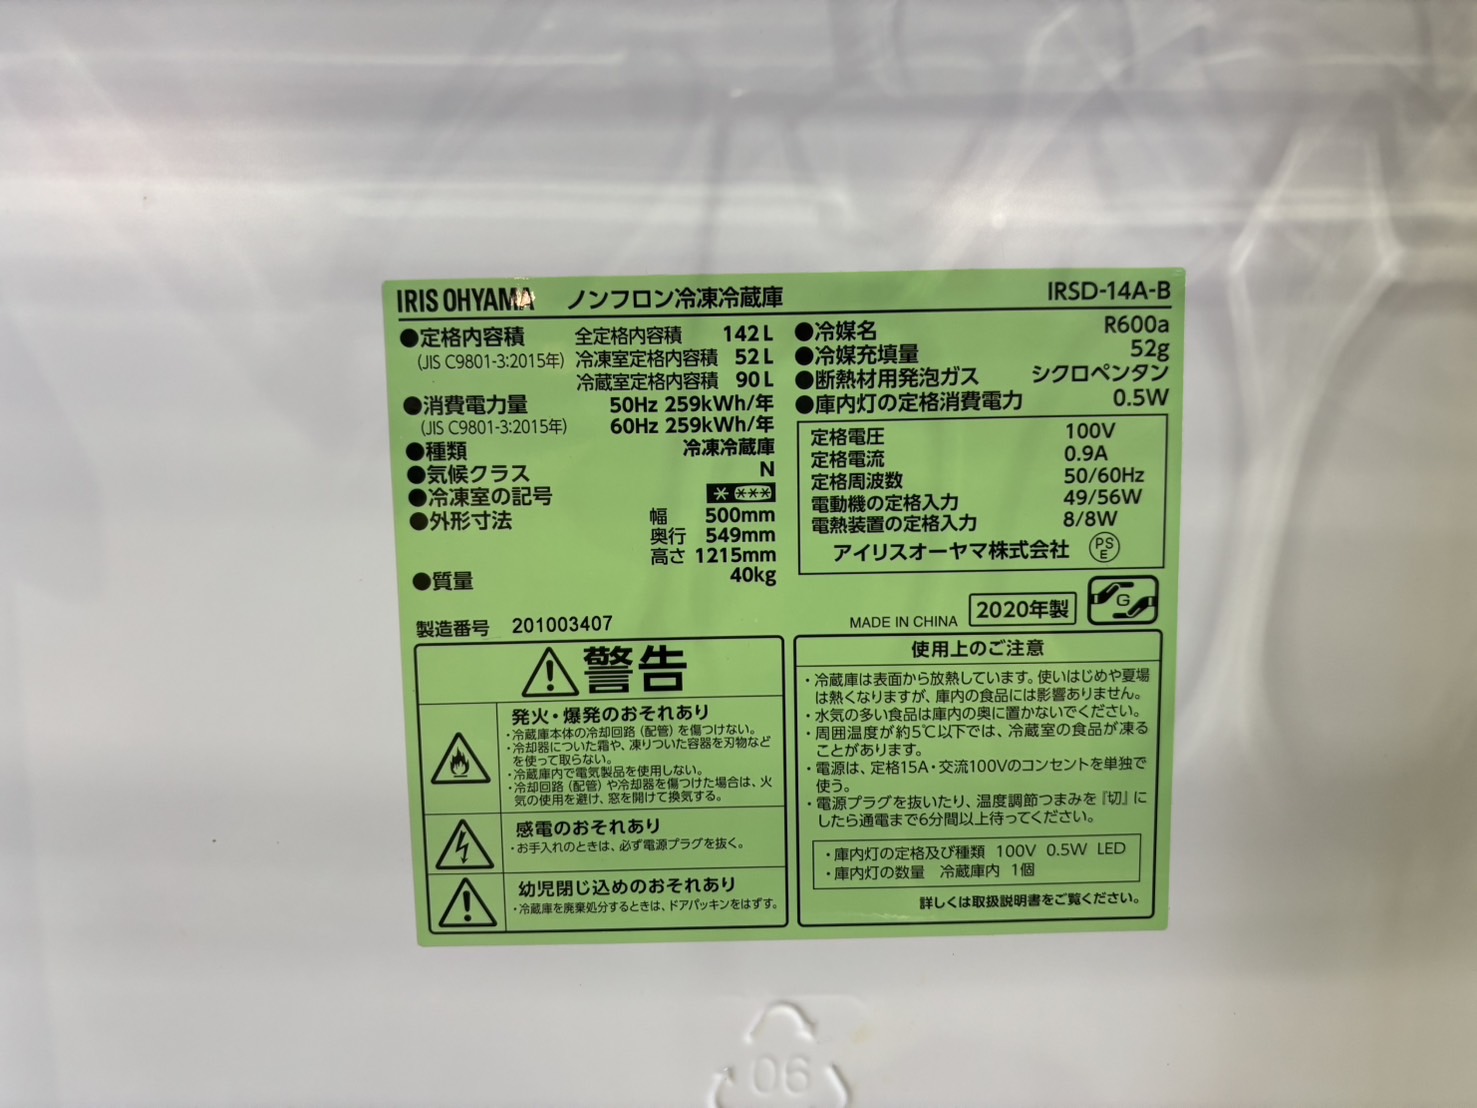 IRIS OHYAMA ノンフロン冷凍冷蔵庫 IRSD-14A-B
●定格内容積 全定格内容積 142L
(JIS C9801-3:2015年) 冷凍室定格内容積 52L
冷蔵室定格内容積 90L
●消費電力量 50Hz 259kWh/年
(JIS C9801-3:2015年) 60Hz 259kWh/年
●種類 冷凍冷蔵庫
●気候クラス N
●冷凍室の記号 * ***
●外形寸法 幅 500mm
奥行 549mm
高さ 1215mm
●質量 40kg
製造番号 201003407
●冷媒名 R600a
●冷媒充填量 52g
●断熱材用発泡ガス シクロペンタン
●庫内灯の定格消費電力 0.5W
定格電圧 100V
定格電流 0.9A
定格周波数 50/60Hz
電動機の定格入力 49/56W
電熱装置の定格入力 8/8W
アイリスオーヤマ株式会社 PSE
MADE IN CHINA 2020年製 G
警告
発火・爆発のおそれあり
・冷蔵庫本体の冷却回路(配管)を傷つけない。
・冷却器についた霜や、凍りついた容器を刃物など
を使って取らない。
・冷蔵庫内で電気製品を使用しない。
・冷却回路(配管)や冷却器を傷つけた場合は、火
気の使用を避け、窓を開けて換気する。
感電のおそれあり
・お手入れのときは、必ず電源プラグを抜く。
幼児閉じ込めのおそれあり
・冷蔵庫を廃棄処分するときは、ドアパッキンをはずす。
使用上のご注意
・冷蔵庫は表面から放熱しています。使いはじめや夏場
は熱くなりますが、庫内の食品には影響ありません。
・水気の多い食品は庫内の奥に置かないでください。
・周囲温度が約5℃以下では、冷蔵室の食品が凍る
ことがあります。
・電源は、定格15A・交流100Vのコンセントを単独で
使う。
・電源プラグを抜いたり、温度調節つまみを『切』に
したら通電まで6分間以上待ってください。
・庫内灯の定格及び種類 100V 0.5W LED
・庫内灯の数量 冷蔵庫内 1個
詳しくは取扱説明書をご覧ください。
06